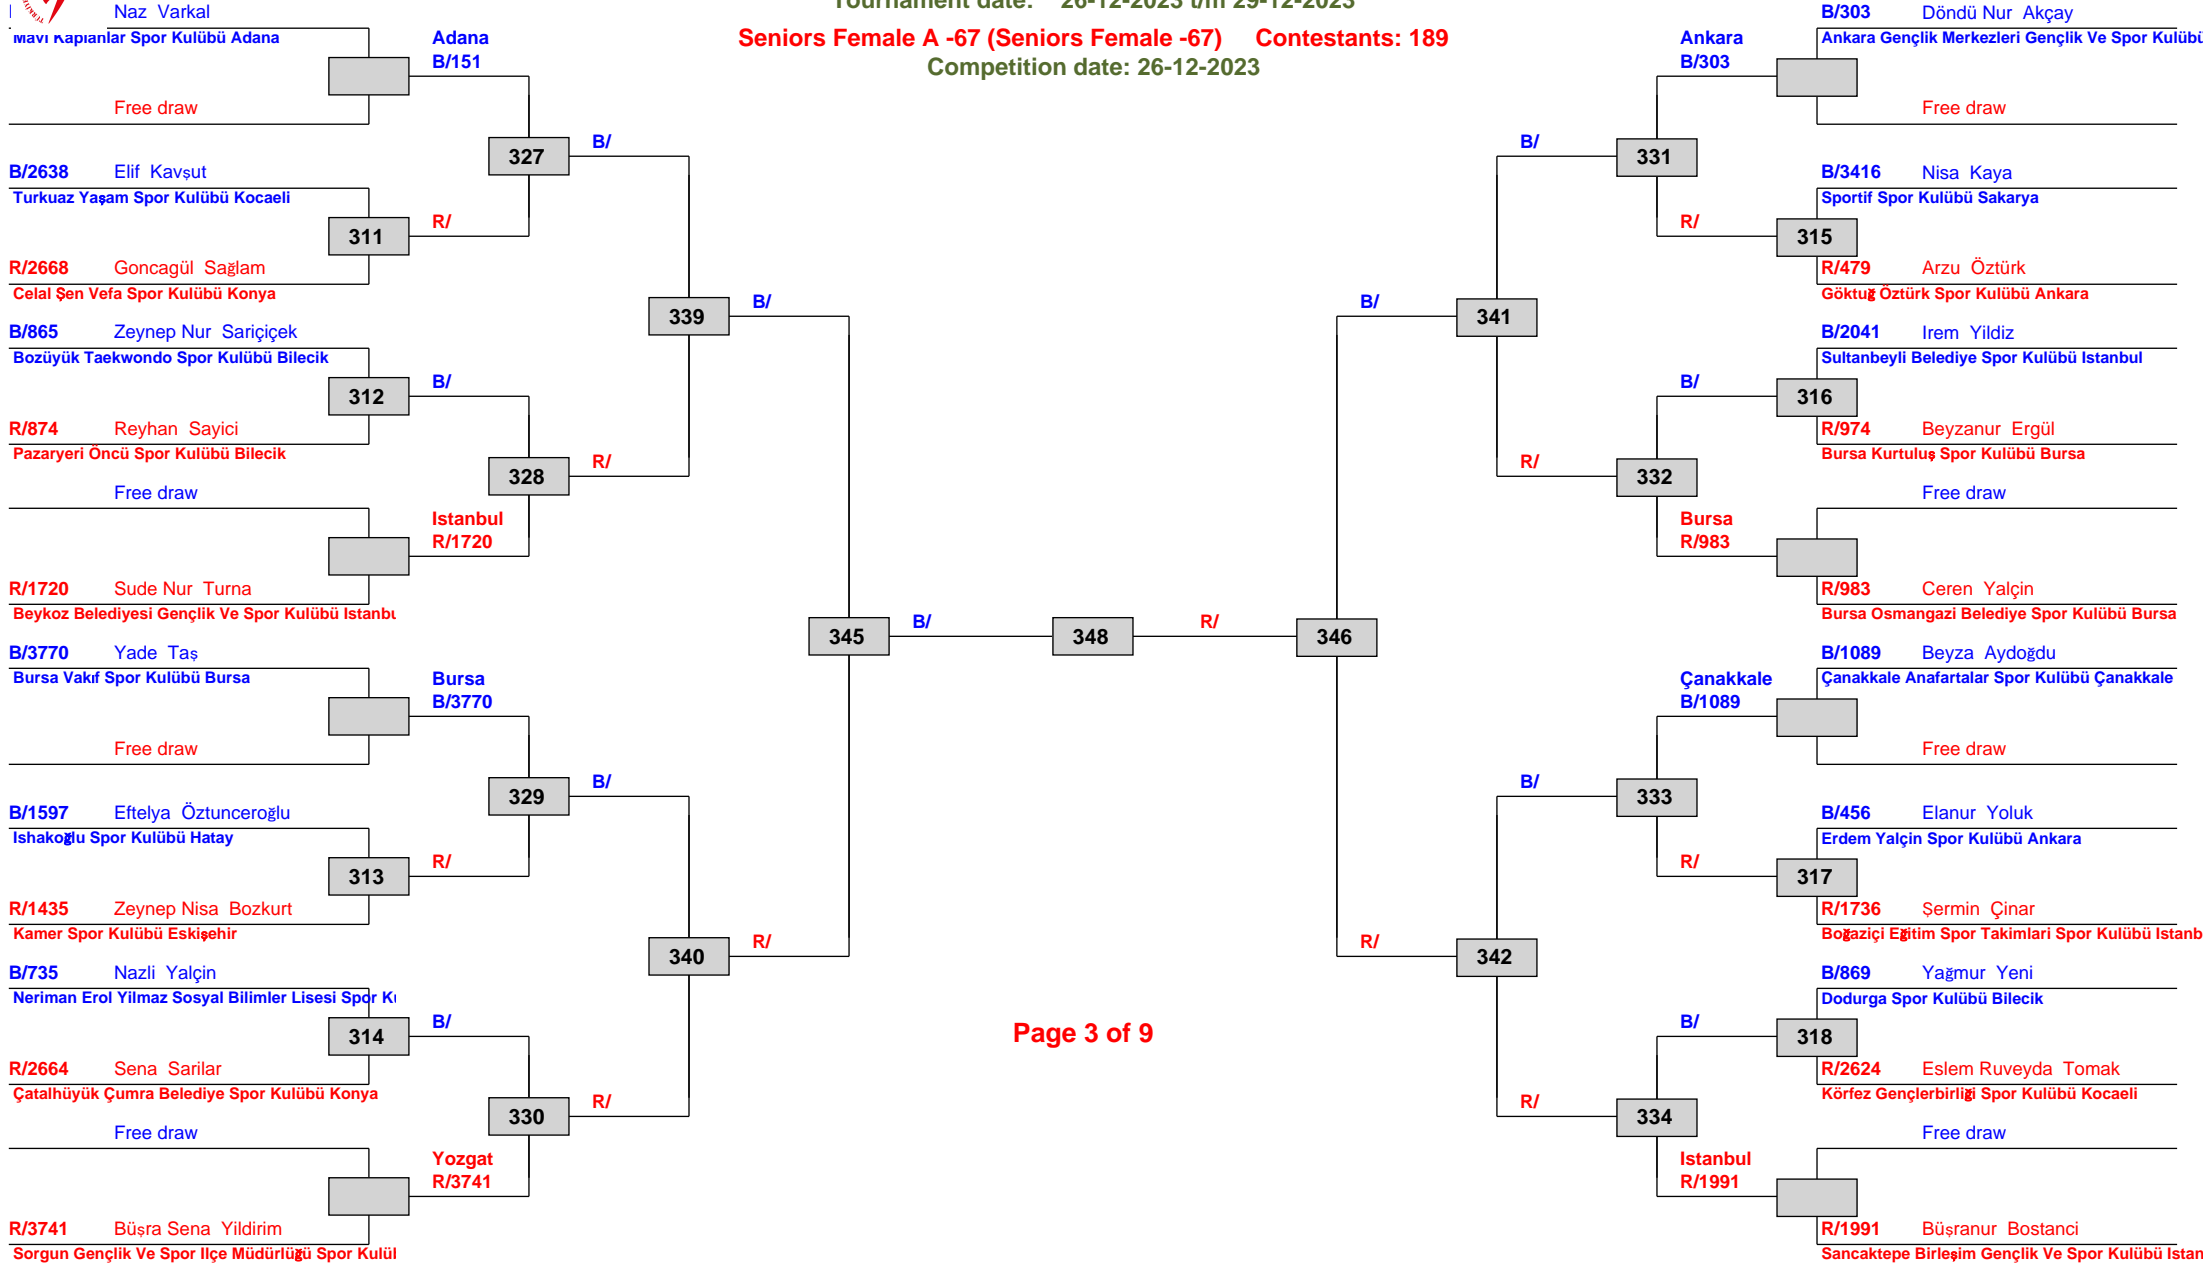 Tournament date: 26-12-2023 t/m 29-12-2023
Seniors Female A -67 (Seniors Female -67) Contestants: 189
Competition date: 26-12-2023
Naz Varkal
Mavi Kaplanlar Spor Kulübü Adana
Free draw
Adana
B/151
B/2638 Elif Kavşut
Turkuaz Yaşam Spor Kulübü Kocaeli
311
R/
R/2668 Goncagül Sağlam
Celal Şen Vefa Spor Kulübü Konya
327
B/
B/865 Zeynep Nur Sariçiçek
Bozüyük Taekwondo Spor Kulübü Bilecik
312
B/
R/874 Reyhan Sayici
Pazaryeri Öncü Spor Kulübü Bilecik
328
R/
Free draw
Istanbul
R/1720
R/1720 Sude Nur Turna
Beykoz Belediyesi Gençlik Ve Spor Kulübü Istanbu
339
B/
B/3770 Yade Taş
Bursa Vakıf Spor Kulübü Bursa
Bursa
B/3770
Free draw
329
B/
B/1597 Eftelya Öztunceroğlu
Ishakoğlu Spor Kulübü Hatay
313
R/
R/1435 Zeynep Nisa Bozkurt
Kamer Spor Kulübü Eskişehir
340
R/
B/735 Nazli Yalçin
Neriman Erol Yilmaz Sosyal Bilimler Lisesi Spor Ku
314
B/
R/2664 Sena Sarilar
Çatalhüyük Çumra Belediye Spor Kulübü Konya
330
R/
Free draw
Yozgat
R/3741
R/3741 Büşra Sena Yildirim
Sorgun Gençlik Ve Spor Ilçe Müdürlüğü Spor Kulül
345
B/
348
R/
346
Page 3 of 9
B/303 Döndü Nur Akçay
Ankara Gençlik Merkezleri Gençlik Ve Spor Kulübü
Ankara
B/303
Free draw
B/
331
B/3416 Nisa Kaya
Sportif Spor Kulübü Sakarya
R/
315
R/479 Arzu Öztürk
Göktuğ Öztürk Spor Kulübü Ankara
B/
341
B/2041 Irem Yildiz
Sultanbeyli Belediye Spor Kulübü Istanbul
B/
316
R/974 Beyzanur Ergül
Bursa Kurtuluş Spor Kulübü Bursa
R/
332
Free draw
Bursa
R/983
R/983 Ceren Yalçin
Bursa Osmangazi Belediye Spor Kulübü Bursa
B/1089 Beyza Aydoğdu
Çanakkale Anafartalar Spor Kulübü Çanakkale
Çanakkale
B/1089
Free draw
B/
333
B/456 Elanur Yoluk
Erdem Yalçin Spor Kulübü Ankara
R/
317
R/1736 Şermin Çinar
Boğaziçi Eğitim Spor Takimlari Spor Kulübü Istanb
R/
342
B/869 Yağmur Yeni
Dodurga Spor Kulübü Bilecik
B/
318
R/2624 Eslem Ruveyda Tomak
Körfez Gençlerbirliği Spor Kulübü Kocaeli
R/
334
Free draw
Istanbul
R/1991
R/1991 Büşranur Bostanci
Sancaktepe Birleşim Gençlik Ve Spor Kulübü Istan